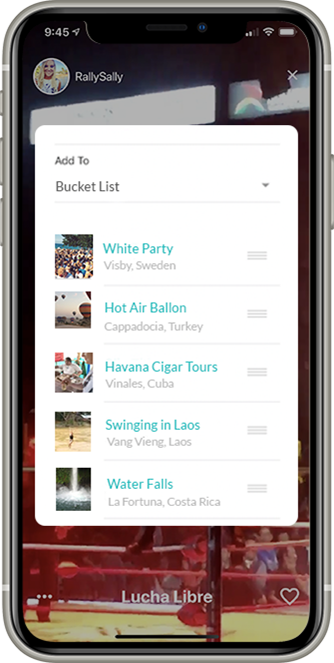 9:45
RallySally
Add To
Bucket List
White Party
Visby, Sweden
Hot Air Ballon
Cappadocia, Turkey
Havana Cigar Tours
Vinales, Cuba
Swinging in Laos
Vang Vieng, Laos
Water Falls
La Fortuna, Costa Rica
Lucha Libre